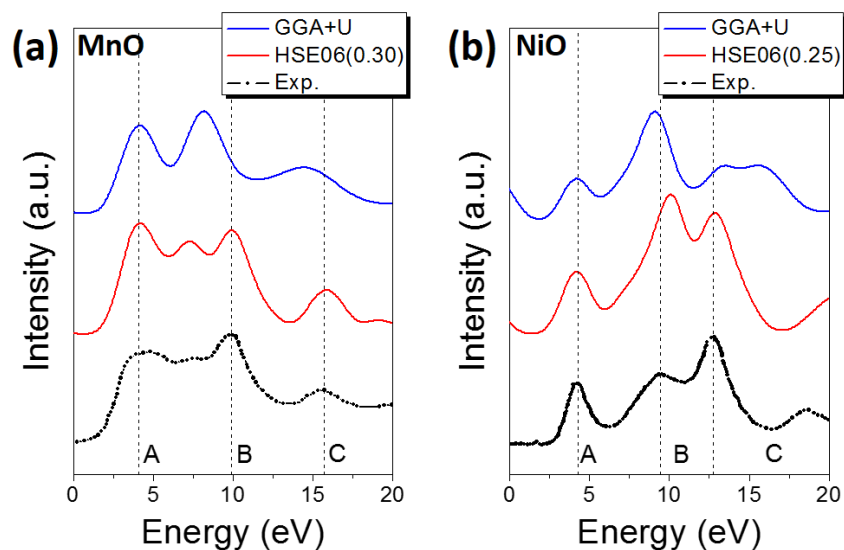 (a)
MnO
GGA+U
HSE06(0.30)
Exp.
Intensity (a.u.)
A
B
C
0
5
10
15
20
Energy (eV)
(b)
NiO
GGA+U
HSE06(0.25)
Exp.
Intensity (a.u.)
A
B
C
0
5
10
15
20
Energy (eV)